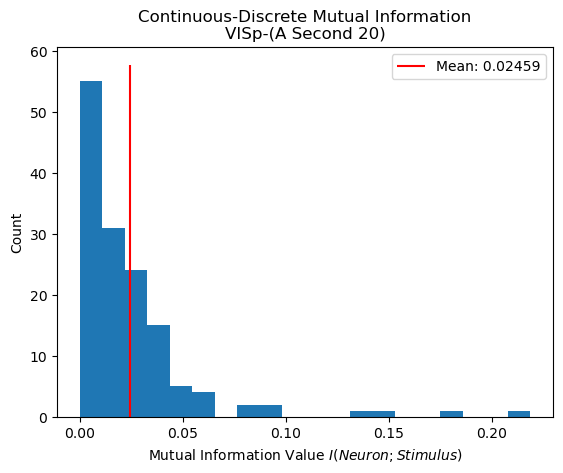 Continuous-Discrete Mutual Information
VISp-(A Second 20)
Mean: 0.02459
60
50
40
30
20
10
0
Count
0.00 0.05 0.10 0.15 0.20
Mutual Information Value I(Neuron; Stimulus)